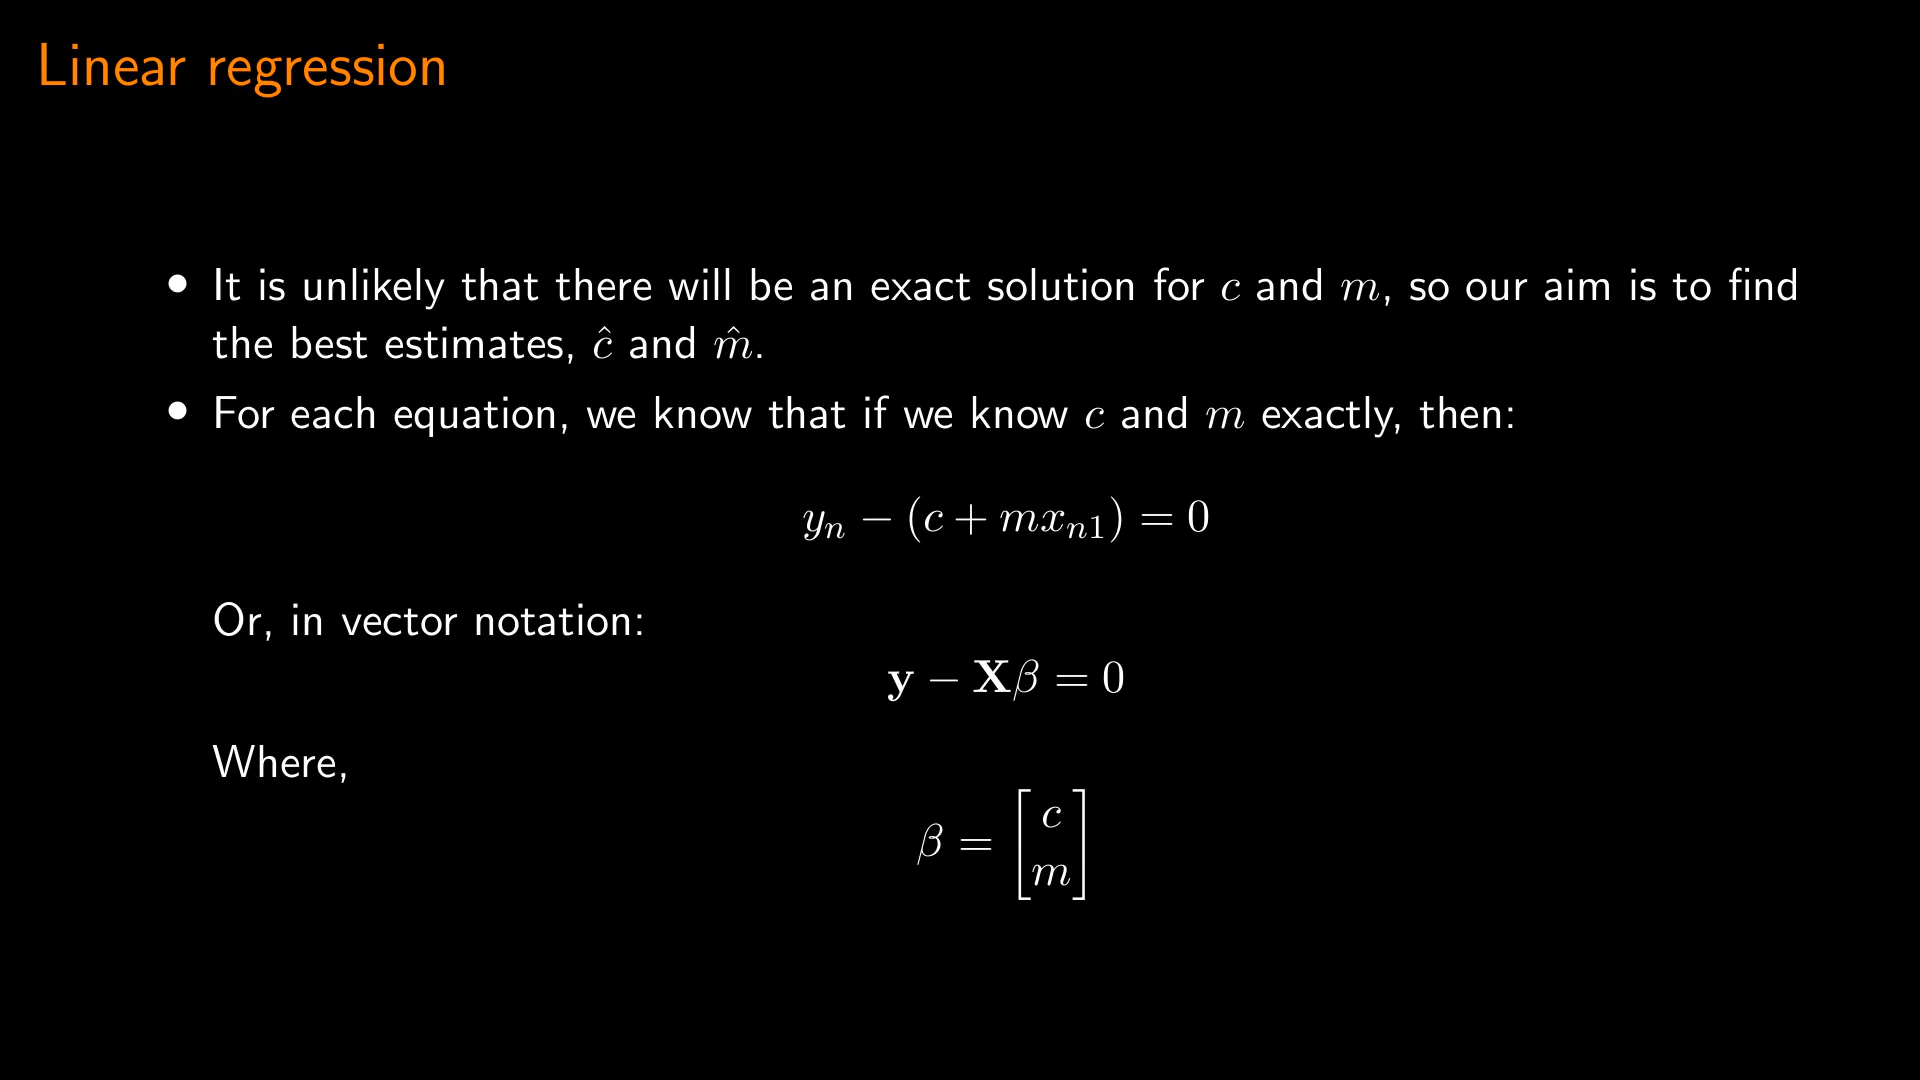 Linear regression
• It is unlikely that there will be an exact solution for c and m, so our aim is to find
the best estimates, ĉ and m̂.
• For each equation, we know that if we know c and m exactly, then:
yₙ − (c + mxₙ₁) = 0
Or, in vector notation:
𝐲 − 𝐗β = 0
Where,
β = [c
m]